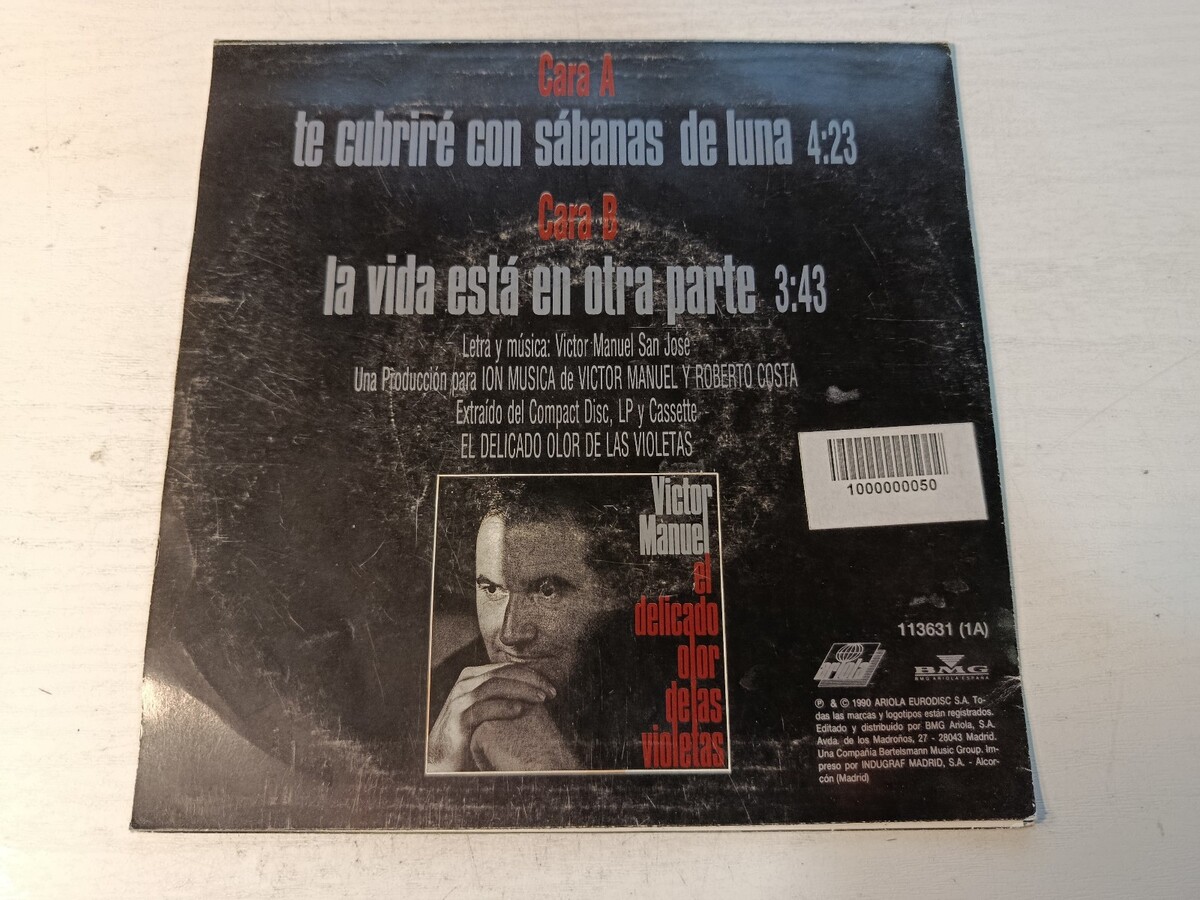 Cara A
te cubriré con sábanas de luna 4:23
Cara B
la vida está en otra parte 3:43
Letra y música: Victor Manuel San José
Una Producción para ION MUSICA de VICTOR MANUEL Y ROBERTO COSTA
Extraído del Compact Disc, LP y Cassette
EL DELICADO OLOR DE LAS VIOLETAS
Victor
Manuel
el
delicado
olor
de las
violetas
1000000050
113631 (1A)
ariola
BMG
BMG ARIOLA ESPAÑA
℗ & © 1990 ARIOLA EURODISC S.A. To-
das las marcas y logotipos están registrados.
Editado y distribuido por BMG Ariola, S.A.
Avda. de los Madroños, 27 - 28043 Madrid.
Una Compañía Bertelsmann Music Group. Im-
preso por INDUGRAF MADRID, S.A. - Alcor-
cón (Madrid)